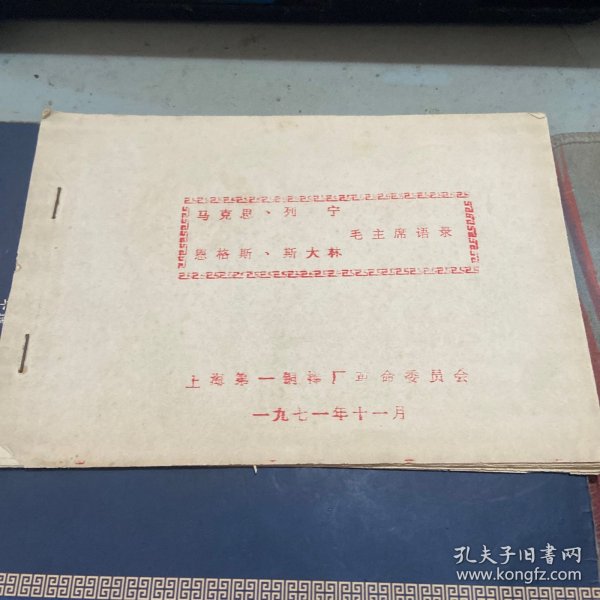 马克思、列宁
毛主席语录
恩格斯、斯大林
上海第一铜棒厂革命委员会
一九七一年十一月
孔夫子旧书网
www.kongfz.com